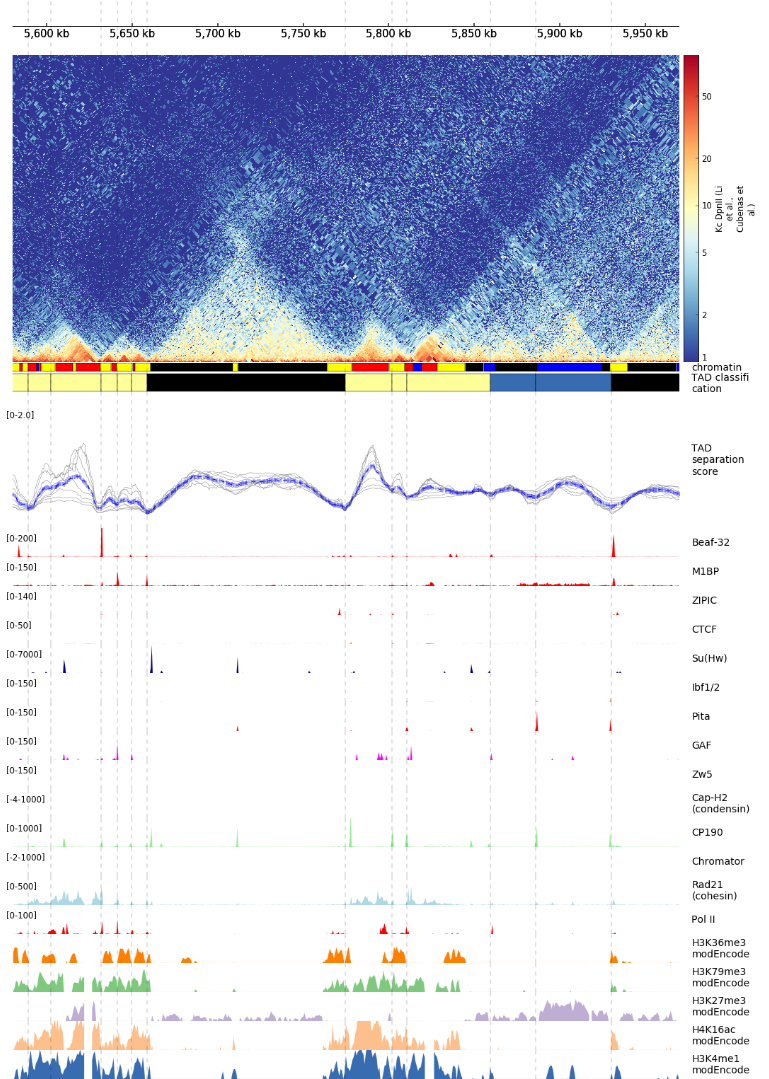 5,600 kb 5,650 kb 5,700 kb 5,750 kb 5,800 kb 5,850 kb 5,900 kb 5,950 kb
50
20
10
5
2
1
Kc DpnII (Li
et al.,
Cubenas et
al.)
chromatin
TAD classifi
cation
[0-2.0]
TAD
separation
score
[0-200]
Beaf-32
[0-150]
M1BP
[0-140]
ZIPIC
[0-50]
CTCF
[0-7000]
Su(Hw)
[0-150]
Ibf1/2
[0-150]
Pita
[0-150]
GAF
[0-150]
Zw5
[-4-1000]
Cap-H2
(condensin)
[0-1000]
CP190
[-2-1000]
Chromator
[0-500]
Rad21
(cohesin)
[0-100]
Pol II
H3K36me3
modEncode
H3K79me3
modEncode
H3K27me3
modEncode
H4K16ac
modEncode
H3K4me1
modEncode